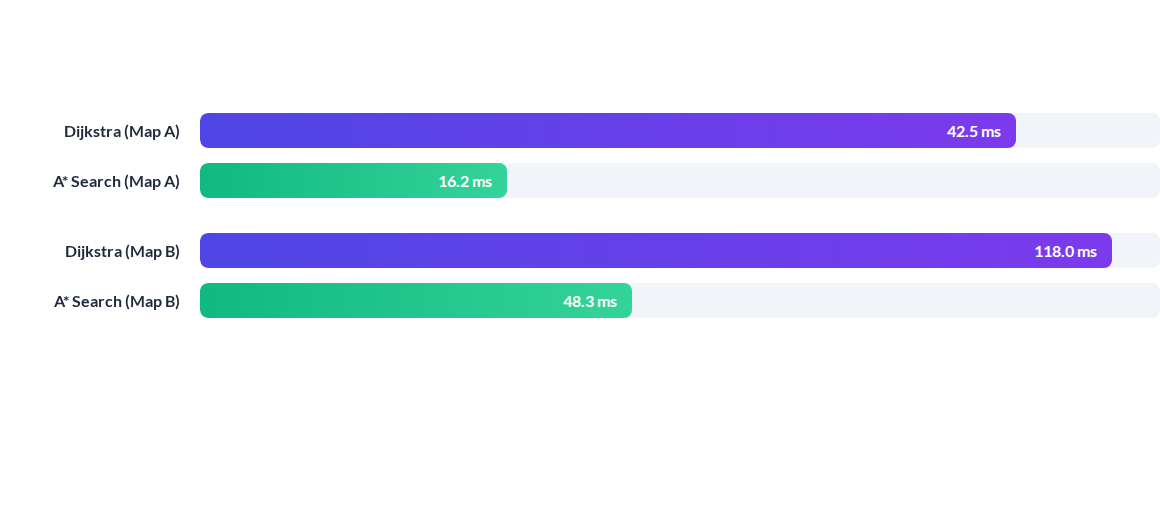 Dijkstra (Map A) 42.5 ms
A* Search (Map A) 16.2 ms
Dijkstra (Map B) 118.0 ms
A* Search (Map B) 48.3 ms